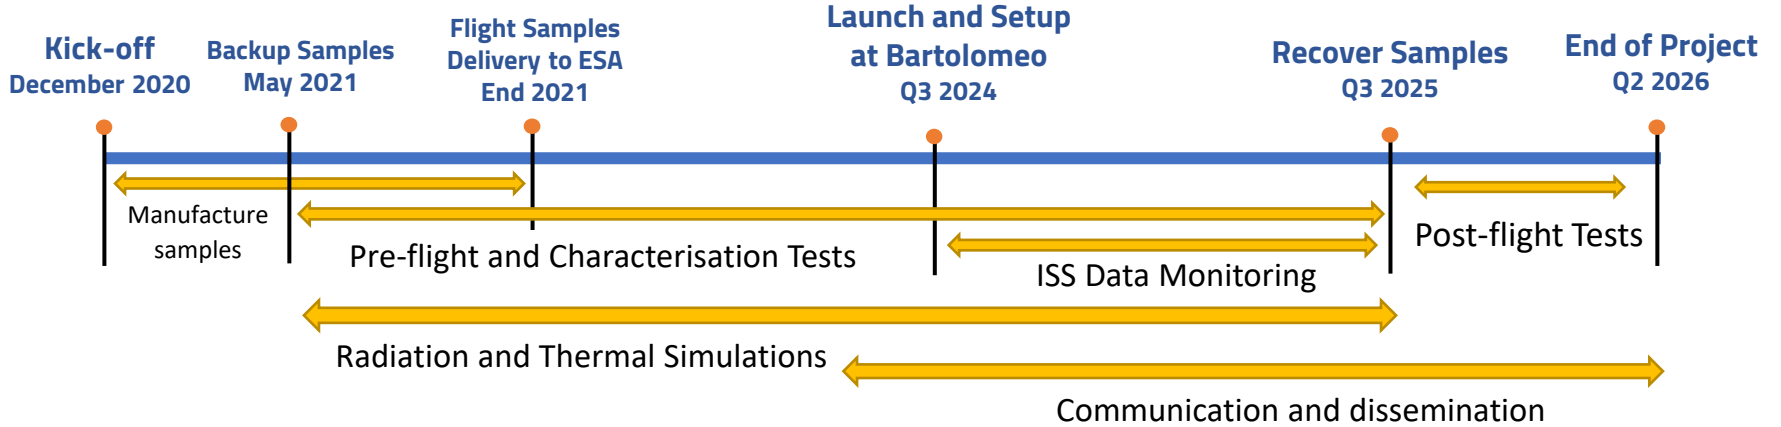 Kick-off
December 2020
Backup Samples
May 2021
Flight Samples
Delivery to ESA
End 2021
Launch and Setup
at Bartolomeo
Q3 2024
Recover Samples
Q3 2025
End of Project
Q2 2026
Manufacture
samples
Pre-flight and Characterisation Tests
ISS Data Monitoring
Post-flight Tests
Radiation and Thermal Simulations
Communication and dissemination